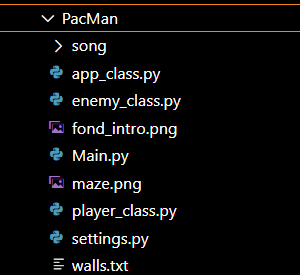 PacMan
song
app_class.py
enemy_class.py
fond_intro.png
Main.py
maze.png
player_class.py
settings.py
walls.txt